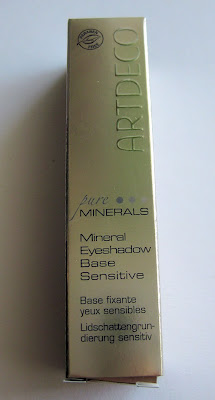 ARTDECO
pure
MINERALS
Mineral
Eyeshadow
Base
Sensitive
Base fixante
yeux sensibles
Lidschattengrun-
dierung sensitiv